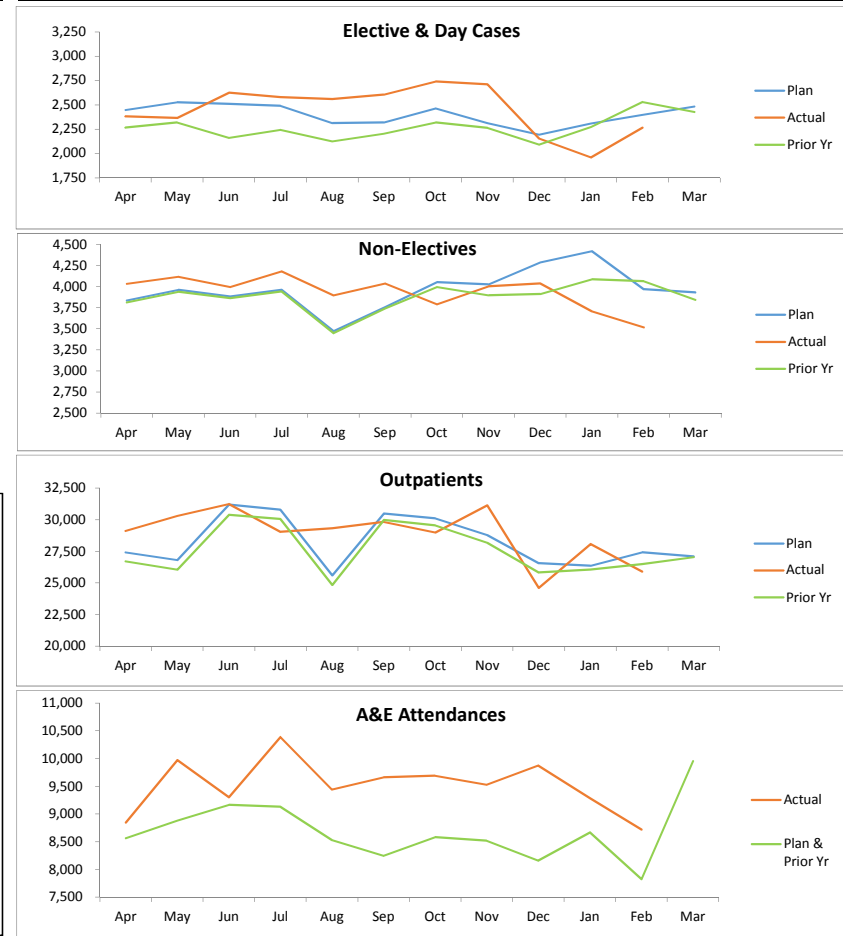 Elective & Day Cases
3,250
3,000
2,750
2,500
2,250
2,000
1,750
Apr May Jun Jul Aug Sep Oct Nov Dec Jan Feb Mar
Plan
Actual
Prior Yr
Non-Electives
4,500
4,250
4,000
3,750
3,500
3,250
3,000
2,750
2,500
Apr May Jun Jul Aug Sep Oct Nov Dec Jan Feb Mar
Plan
Actual
Prior Yr
Outpatients
32,500
30,000
27,500
25,000
22,500
20,000
Apr May Jun Jul Aug Sep Oct Nov Dec Jan Feb Mar
Plan
Actual
Prior Yr
A&E Attendances
11,000
10,500
10,000
9,500
9,000
8,500
8,000
7,500
Apr May Jun Jul Aug Sep Oct Nov Dec Jan Feb Mar
Actual
Plan &
Prior Yr